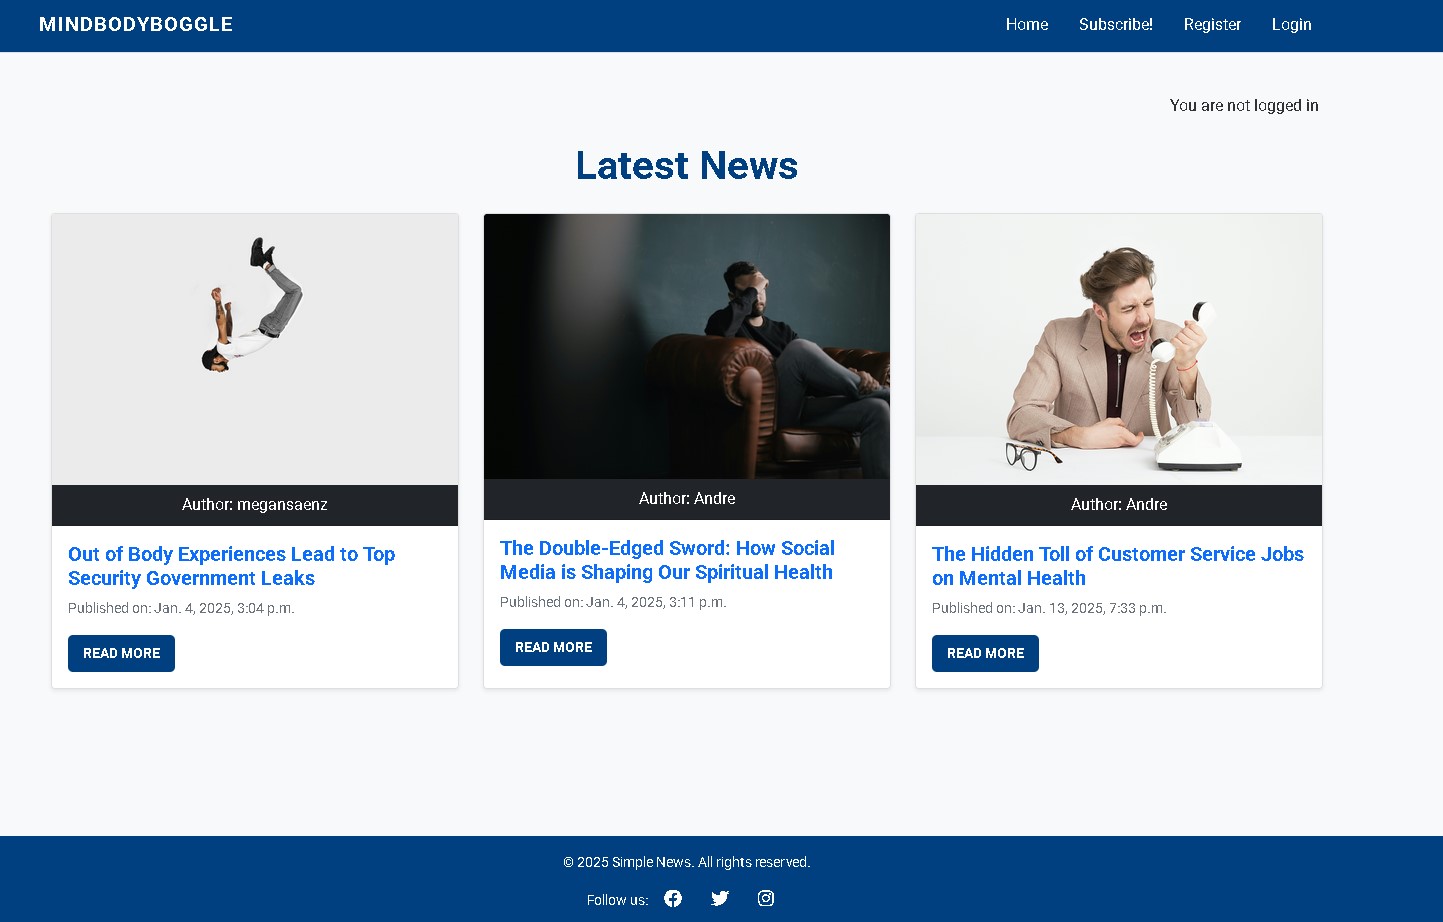 MINDBODYBOGGLE
Home Subscribe! Register Login
You are not logged in
Latest News
Author: megansaenz
Out of Body Experiences Lead to Top
Security Government Leaks
Published on: Jan. 4, 2025, 3:04 p.m.
READ MORE
Author: Andre
The Double-Edged Sword: How Social
Media is Shaping Our Spiritual Health
Published on: Jan. 4, 2025, 3:11 p.m.
READ MORE
Author: Andre
The Hidden Toll of Customer Service Jobs
on Mental Health
Published on: Jan. 13, 2025, 7:33 p.m.
READ MORE
© 2025 Simple News. All rights reserved.
Follow us: